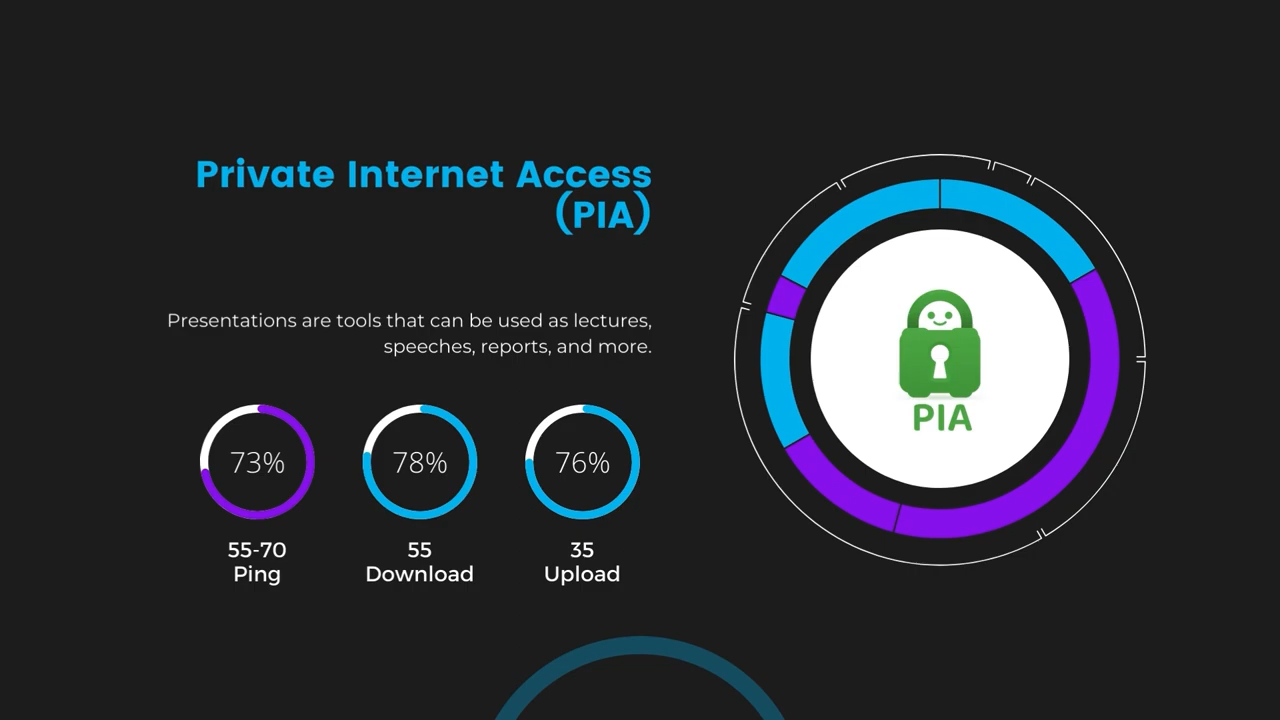 Private Internet Access
(PIA)
Presentations are tools that can be used as lectures,
speeches, reports, and more.
73%
78%
76%
55-70
Ping
55
Download
35
Upload
PIA